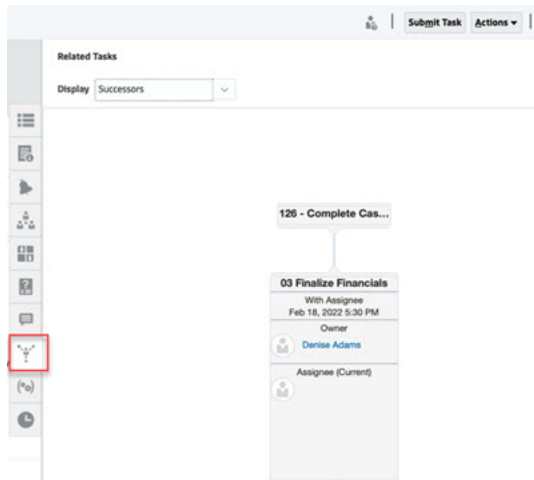 Submit Task Actions
Related Tasks
Display Successors
126 - Complete Cas...
03 Finalize Financials
With Assignee
Feb 18, 2022 5:30 PM
Owner
Denise Adams
Assignee (Current)